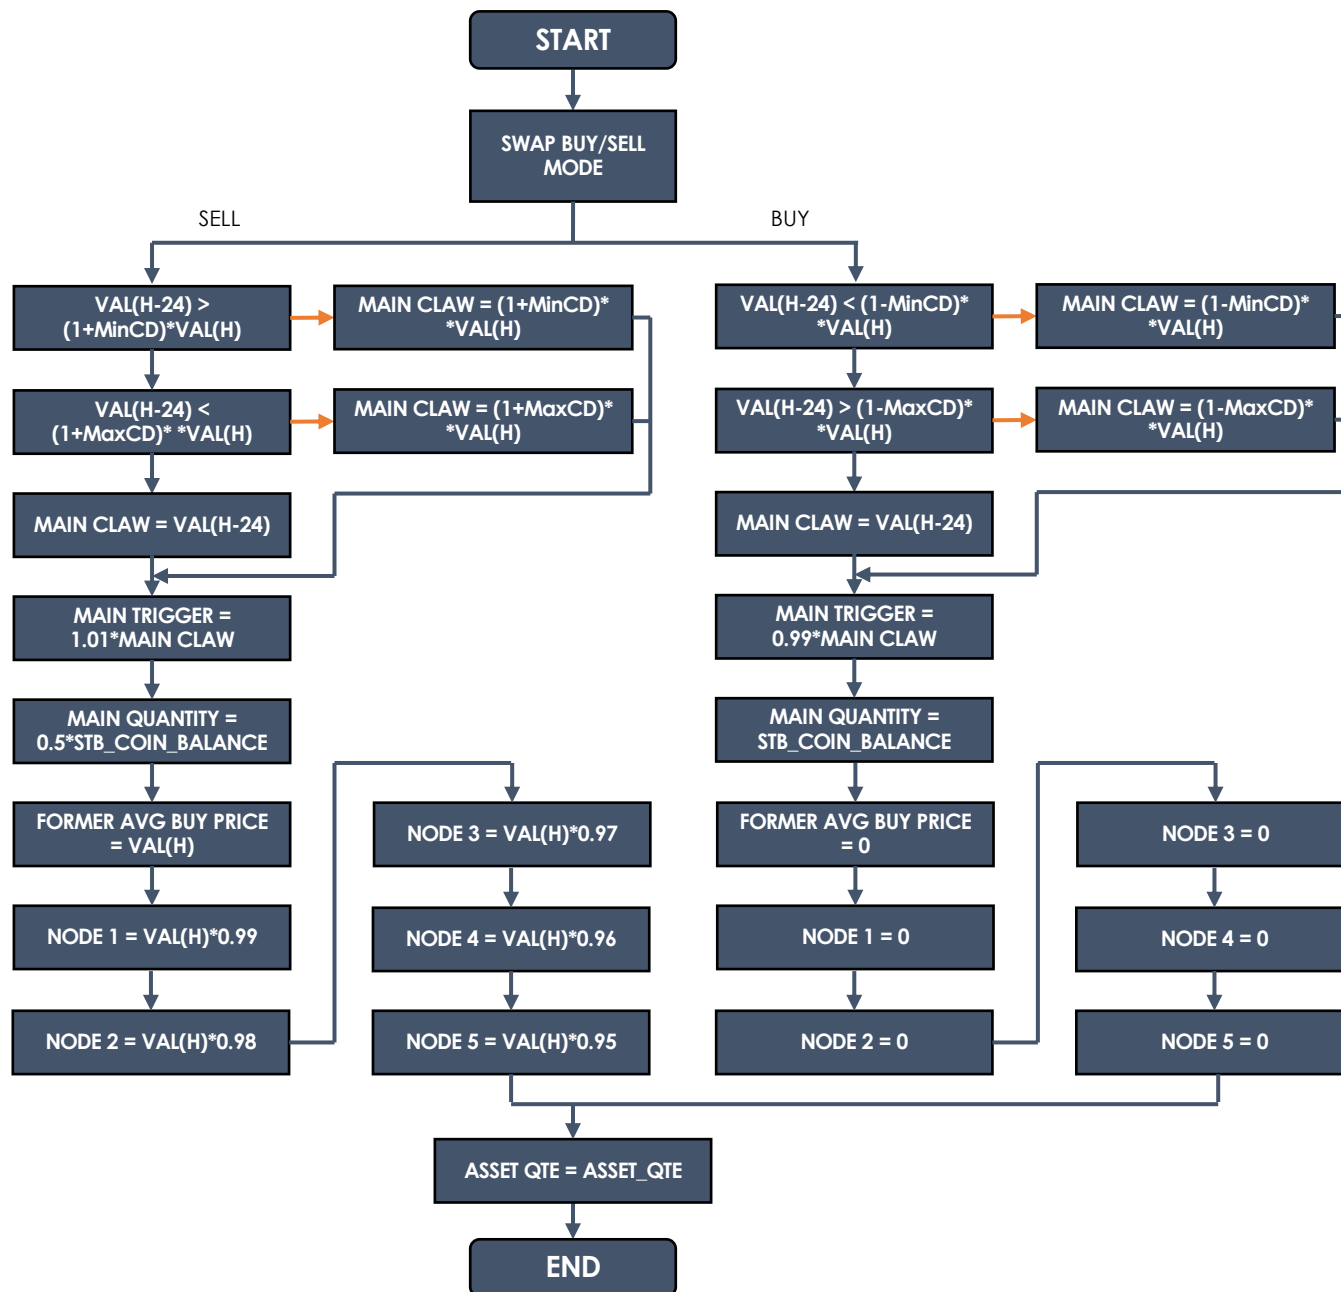 START
SWAP BUY/SELL
MODE
SELL
BUY
VAL(H-24) >
(1+MinCD)*VAL(H)
MAIN CLAW = (1+MinCD)*
*VAL(H)
VAL(H-24) <
(1+MaxCD)* *VAL(H)
MAIN CLAW = (1+MaxCD)*
*VAL(H)
MAIN CLAW = VAL(H-24)
MAIN TRIGGER =
1.01*MAIN CLAW
MAIN QUANTITY =
0.5*STB_COIN_BALANCE
FORMER AVG BUY PRICE
= VAL(H)
NODE 1 = VAL(H)*0.99
NODE 2 = VAL(H)*0.98
NODE 3 = VAL(H)*0.97
NODE 4 = VAL(H)*0.96
NODE 5 = VAL(H)*0.95
VAL(H-24) < (1-MinCD)*
*VAL(H)
MAIN CLAW = (1-MinCD)*
*VAL(H)
VAL(H-24) > (1-MaxCD)*
*VAL(H)
MAIN CLAW = (1-MaxCD)*
*VAL(H)
MAIN CLAW = VAL(H-24)
MAIN TRIGGER =
0.99*MAIN CLAW
MAIN QUANTITY =
STB_COIN_BALANCE
FORMER AVG BUY PRICE
= 0
NODE 1 = 0
NODE 2 = 0
NODE 3 = 0
NODE 4 = 0
NODE 5 = 0
ASSET QTE = ASSET_QTE
END